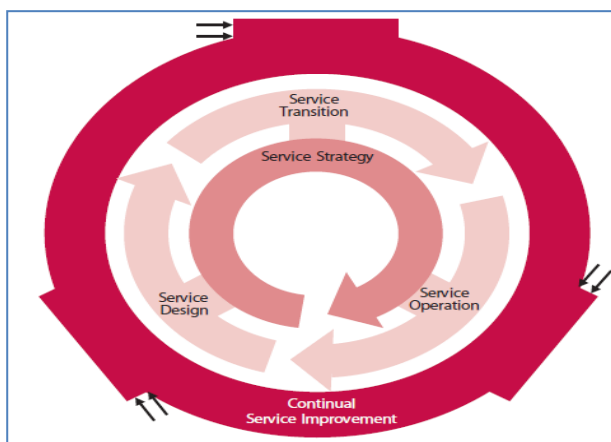 Service
Transition
Service Strategy
Service
Design
Service
Operation
Continual
Service Improvement